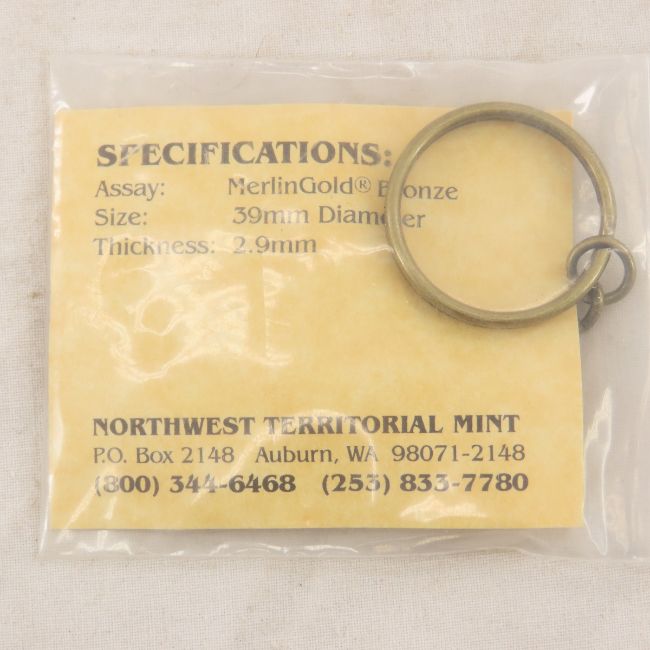 SPECIFICATIONS:
Assay: MerlinGold® Bronze
Size: 39mm Diameter
Thickness: 2.9mm
NORTHWEST TERRITORIAL MINT
P.O. Box 2148 Auburn, WA 98071-2148
(800) 344-6468 (253) 833-7780